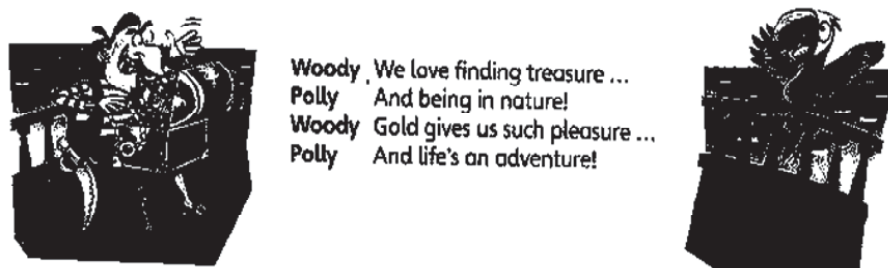 Woody We love finding treasure ...
Polly And being in nature!
Woody Gold gives us such pleasure ...
Polly And life's an adventure!